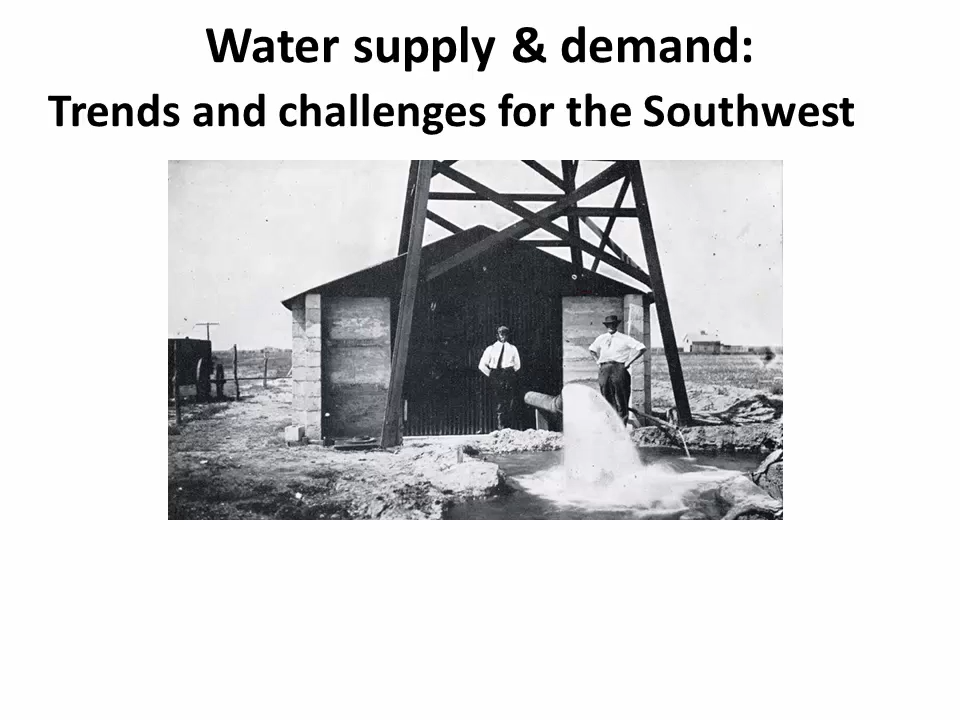 Water supply & demand:
Trends and challenges for the Southwest